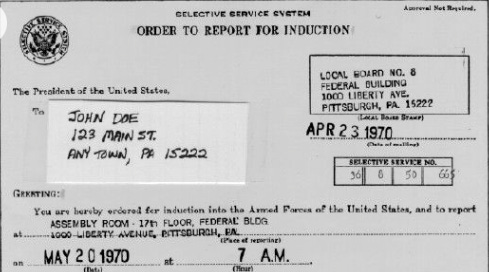 SELECTIVE SERVICE SYSTEM
Approval Not Required.
ORDER TO REPORT FOR INDUCTION
The President of the United States,
LOCAL BOARD NO. 8
FEDERAL BUILDING
1000 LIBERTY AVE.
PITTSBURGH, PA. 15222
(Local Board Stamp)
To
JOHN DOE
123 MAIN ST.
ANY TOWN, PA 15222
APR 23 1970
(Date of mailing)
SELECTIVE SERVICE NO.
36 8 50 665
GREETING:
You are hereby ordered for induction into the Armed Forces of the United States, and to report
ASSEMBLY ROOM - 17th FLOOR, FEDERAL BLDG
at 1000 LIBERTY AVENUE, PITTSBURGH, PA.
(Place of reporting)
on MAY 20 1970 at 7 A.M.
(Date) (Hour)